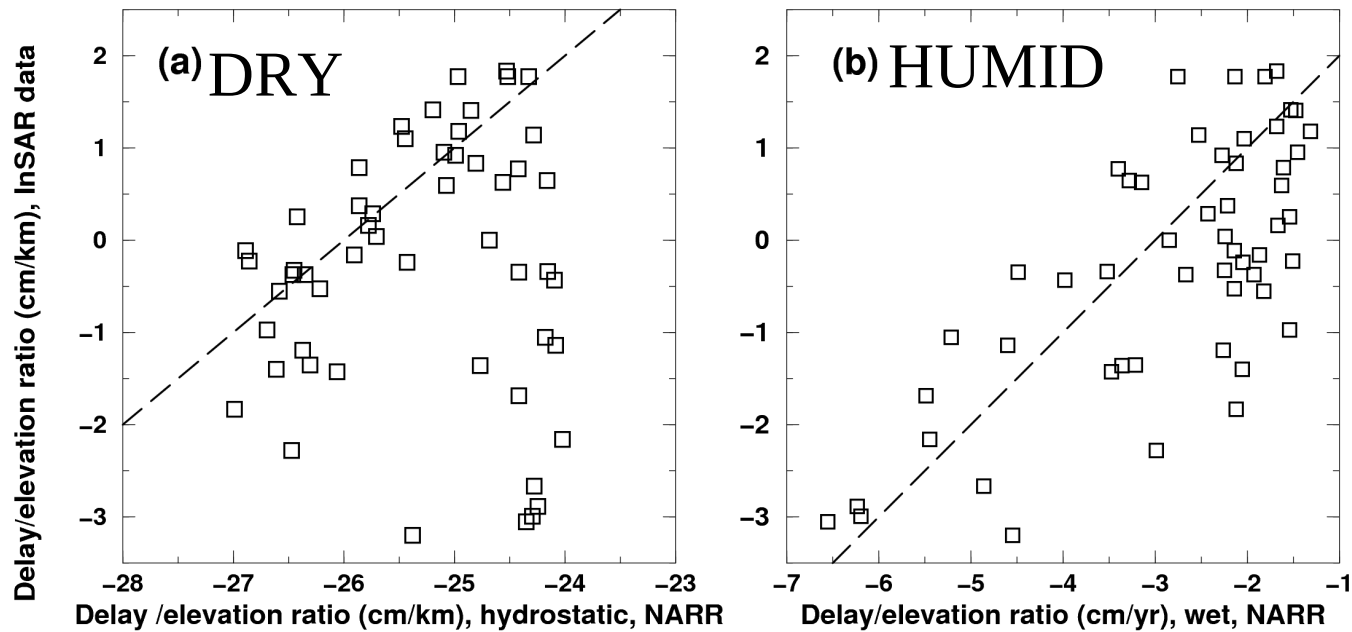 Delay/elevation ratio (cm/km), InSAR data
(a) DRY
2
1
0
−1
−2
−3
−28 −27 −26 −25 −24 −23
Delay /elevation ratio (cm/km), hydrostatic, NARR
(b) HUMID
2
1
0
−1
−2
−3
−7 −6 −5 −4 −3 −2 −1
Delay/elevation ratio (cm/yr), wet, NARR